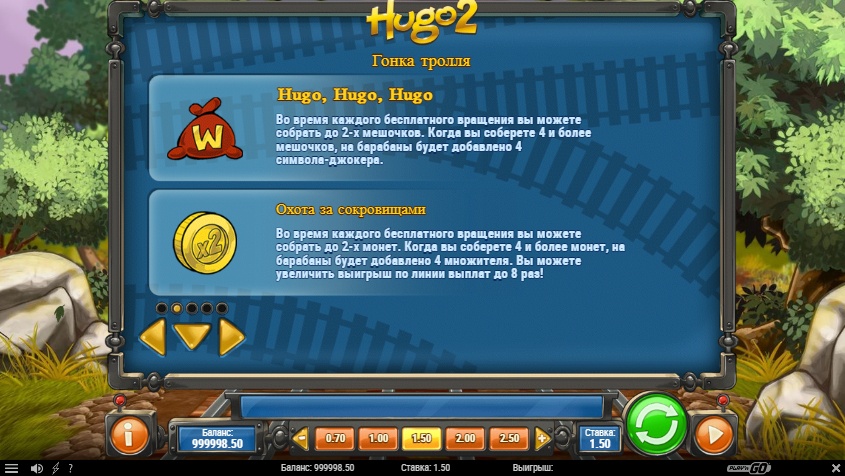 Hugo2
Гонка тролля
Hugo, Hugo, Hugo
W
Во время каждого бесплатного вращения вы можете
собрать до 2-х мешочков. Когда вы соберете 4 и более
мешочков, на барабаны будет добавлено 4
символа-джокера.
Охота за сокровищами
x2
Во время каждого бесплатного вращения вы можете
собрать до 2-х монет. Когда вы соберете 4 и более монет, на
барабаны будет добавлено 4 множителя. Вы можете
увеличить выигрыш по линии выплат до 8 раз!
i
Баланс:
999998.50
- 0.70 1.00 1.50 2.00 2.50 +
Ставка:
1.50
? Баланс: 999998.50 Ставка: 1.50 Выигрыш: PLAY'N GO